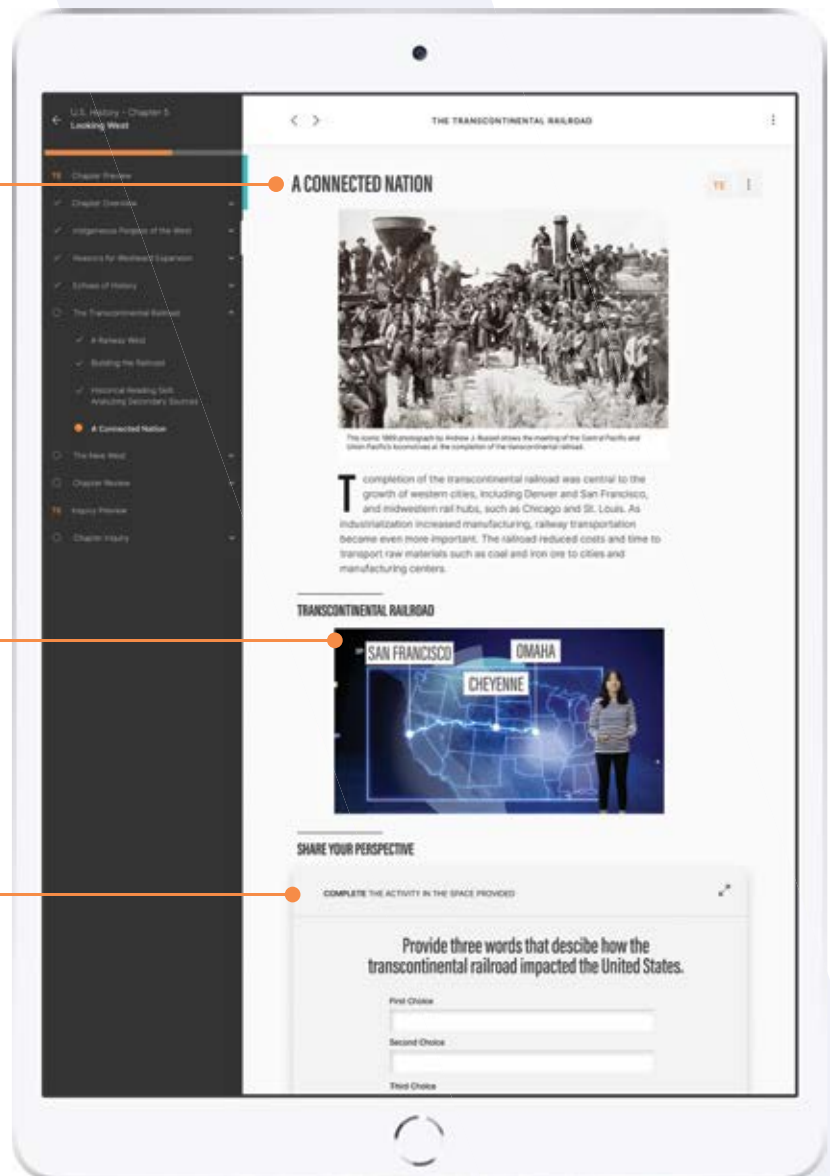 U.S. History - Chapter 5
Looking West
TE Chapter Preview
Chapter Overview
Indigeneous Peoples of the West
Reasons for Westward Expansion
Echoes of History
The Transcontinental Railroad
A Railway West
Building the Railroad
Historical Reading Skill:
Analyzing Secondary Sources
A Connected Nation
The New West
Chapter Review
TE Inquiry Preview
Chapter Inquiry
THE TRANSCONTINENTAL RAILROAD
A CONNECTED NATION
TE
This iconic 1869 photograph by Andrew J. Russell shows the meeting of the Central Pacific and
Union Pacific's locomotives at the completion of the transcontinental railroad.
T completion of the transcontinental railroad was central to the
growth of western cities, including Denver and San Francisco,
and midwestern rail hubs, such as Chicago and St. Louis. As
industrialization increased manufacturing, railway transportation
became even more important. The railroad reduced costs and time to
transport raw materials such as coal and iron ore to cities and
manufacturing centers.
TRANSCONTINENTAL RAILROAD
SAN FRANCISCO
OMAHA
CHEYENNE
SHARE YOUR PERSPECTIVE
COMPLETE THE ACTIVITY IN THE SPACE PROVIDED
Provide three words that descibe how the
transcontinental railroad impacted the United States.
First Choice
Second Choice
Third Choice